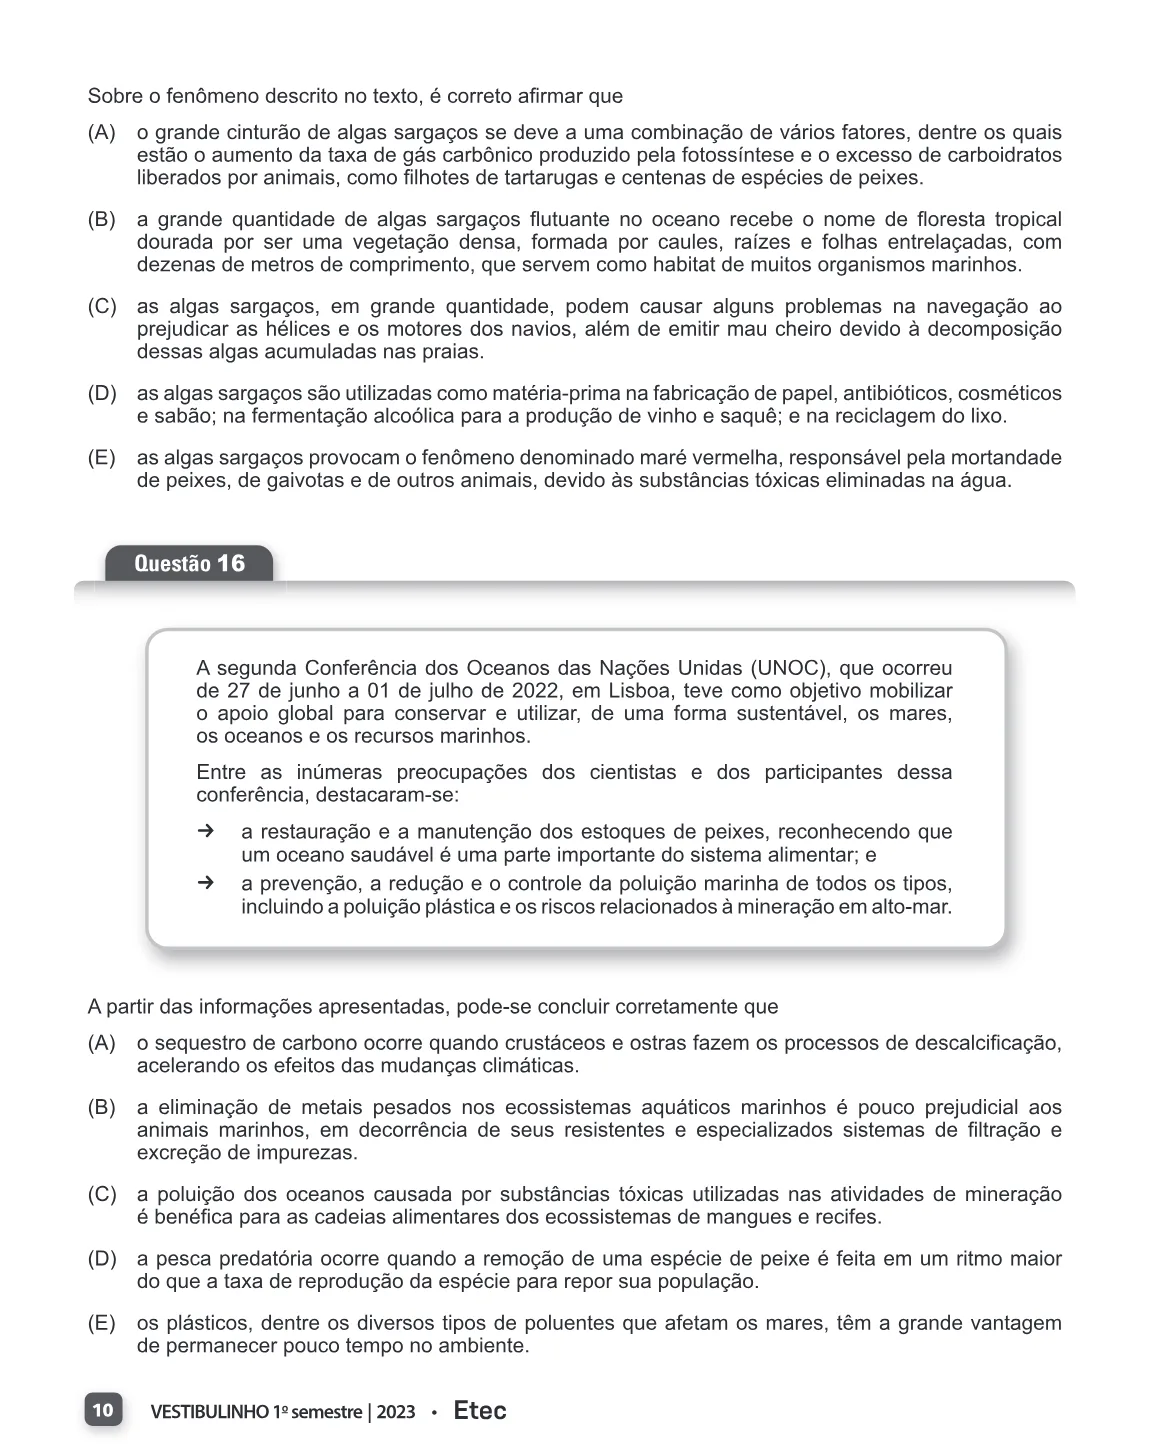 Sobre o fenômeno descrito no texto, é correto afirmar que
(A) o grande cinturão de algas sargaços se deve a uma combinação de vários fatores, dentre os quais
estão o aumento da taxa de gás carbônico produzido pela fotossíntese e o excesso de carboidratos
liberados por animais, como filhotes de tartarugas e centenas de espécies de peixes.
(B) a grande quantidade de algas sargaços flutuante no oceano recebe o nome de floresta tropical
dourada por ser uma vegetação densa, formada por caules, raízes e folhas entrelaçadas, com
dezenas de metros de comprimento, que servem como habitat de muitos organismos marinhos.
(C) as algas sargaços, em grande quantidade, podem causar alguns problemas na navegação ao
prejudicar as hélices e os motores dos navios, além de emitir mau cheiro devido à decomposição
dessas algas acumuladas nas praias.
(D) as algas sargaços são utilizadas como matéria-prima na fabricação de papel, antibióticos, cosméticos
e sabão; na fermentação alcoólica para a produção de vinho e saquê; e na reciclagem do lixo.
(E) as algas sargaços provocam o fenômeno denominado maré vermelha, responsável pela mortandade
de peixes, de gaivotas e de outros animais, devido às substâncias tóxicas eliminadas na água.
Questão 16
A segunda Conferência dos Oceanos das Nações Unidas (UNOC), que ocorreu
de 27 de junho a 01 de julho de 2022, em Lisboa, teve como objetivo mobilizar
o apoio global para conservar e utilizar, de uma forma sustentável, os mares,
os oceanos e os recursos marinhos.
Entre as inúmeras preocupações dos cientistas e dos participantes dessa
conferência, destacaram-se:
→ a restauração e a manutenção dos estoques de peixes, reconhecendo que
um oceano saudável é uma parte importante do sistema alimentar; e
→ a prevenção, a redução e o controle da poluição marinha de todos os tipos,
incluindo a poluição plástica e os riscos relacionados à mineração em alto-mar.
A partir das informações apresentadas, pode-se concluir corretamente que
(A) o sequestro de carbono ocorre quando crustáceos e ostras fazem os processos de descalcificação,
acelerando os efeitos das mudanças climáticas.
(B) a eliminação de metais pesados nos ecossistemas aquáticos marinhos é pouco prejudicial aos
animais marinhos, em decorrência de seus resistentes e especializados sistemas de filtração e
excreção de impurezas.
(C) a poluição dos oceanos causada por substâncias tóxicas utilizadas nas atividades de mineração
é benéfica para as cadeias alimentares dos ecossistemas de mangues e recifes.
(D) a pesca predatória ocorre quando a remoção de uma espécie de peixe é feita em um ritmo maior
do que a taxa de reprodução da espécie para repor sua população.
(E) os plásticos, dentre os diversos tipos de poluentes que afetam os mares, têm a grande vantagem
de permanecer pouco tempo no ambiente.
10 VESTIBULINHO 1º semestre | 2023 • Etec